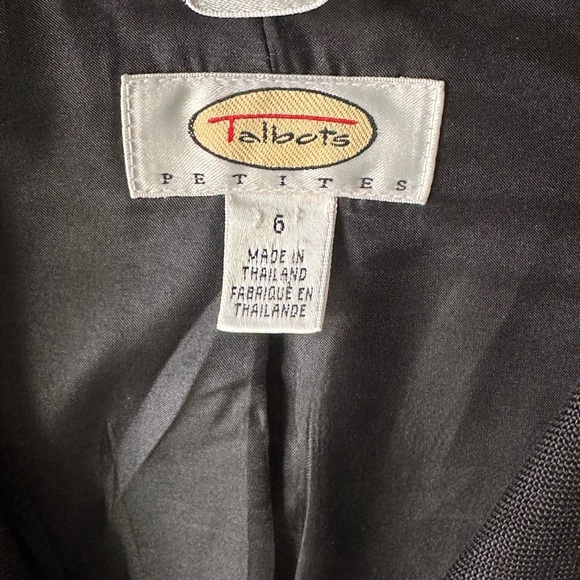 Talbots
PETITES
6
MADE IN
THAILAND
FABRIQUÉ EN
THAILANDE